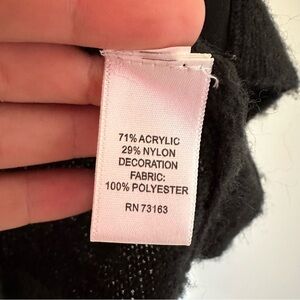 71% ACRYLIC
29% NYLON
DECORATION
FABRIC:
100% POLYESTER
RN 73163